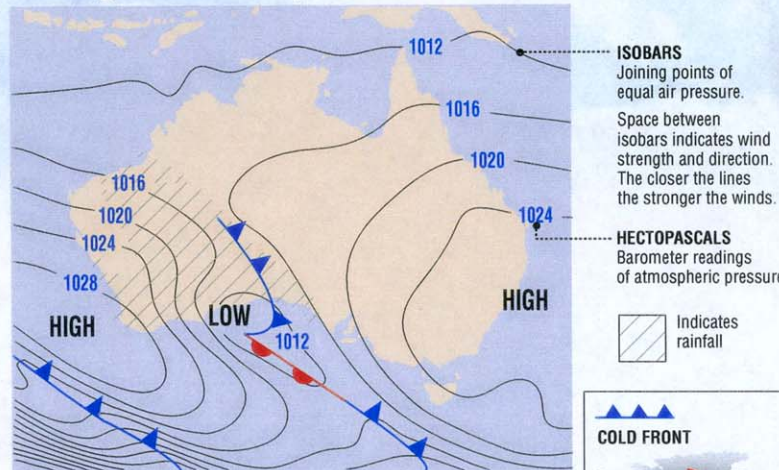 1012
1016
1020
1024
1016
1020
1024
1028
HIGH
LOW
1012
HIGH
ISOBARS
Joining points of
equal air pressure.
Space between
isobars indicates wind
strength and direction.
The closer the lines
the stronger the winds.
HECTOPASCALS
Barometer readings
of atmospheric pressure
Indicates
rainfall
COLD FRONT